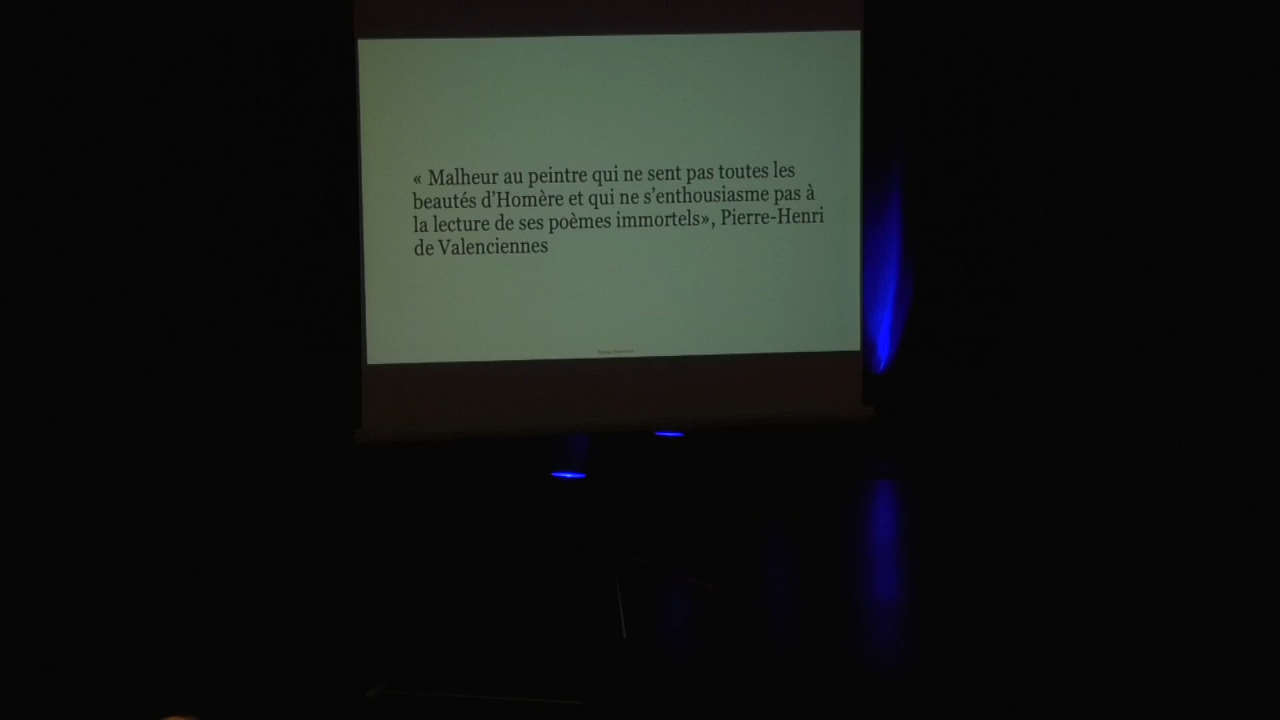 « Malheur au peintre qui ne sent pas toutes les
beautés d’Homère et qui ne s’enthousiasme pas à
la lecture de ses poèmes immortels», Pierre-Henri
de Valenciennes